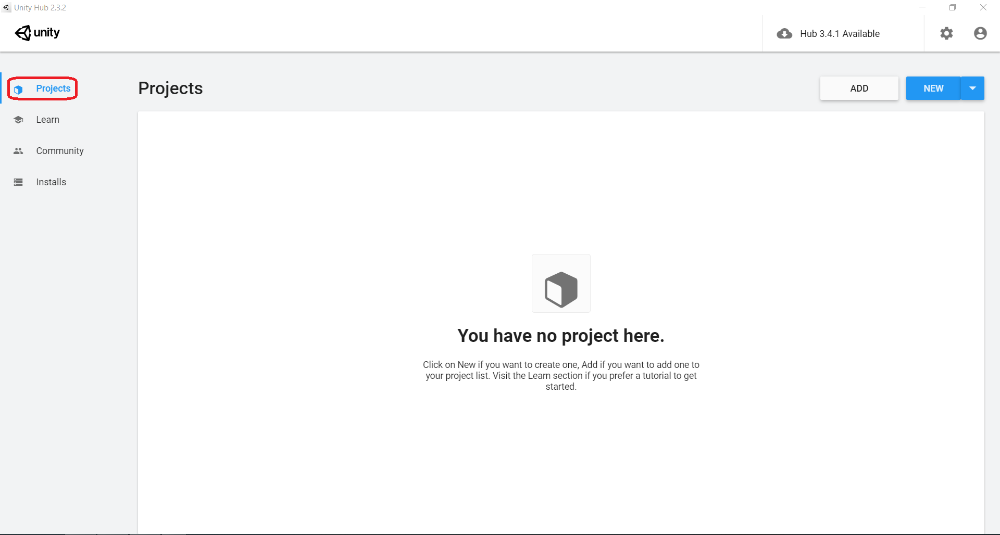 Unity Hub 2.3.2
unity
Hub 3.4.1 Available
Projects
Learn
Community
Installs
Projects
ADD
NEW
You have no project here.
Click on New if you want to create one, Add if you want to add one to
your project list. Visit the Learn section if you prefer a tutorial to get
started.